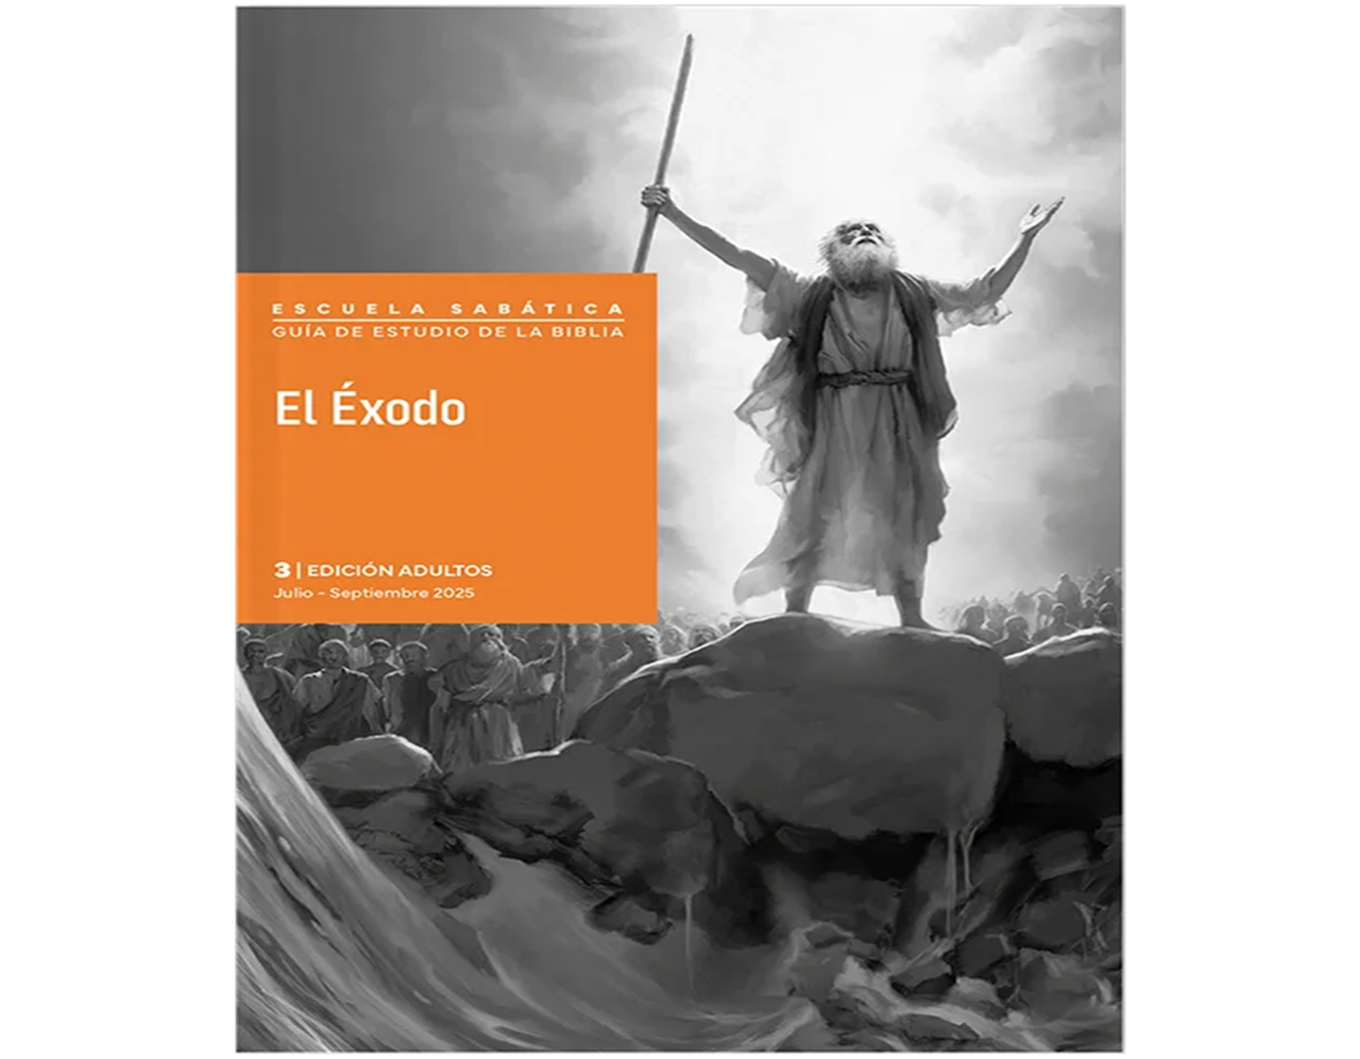 ESCUELA SABÁTICA
GUÍA DE ESTUDIO DE LA BIBLIA
El Éxodo
3 | EDICIÓN ADULTOS
Julio - Septiembre 2025